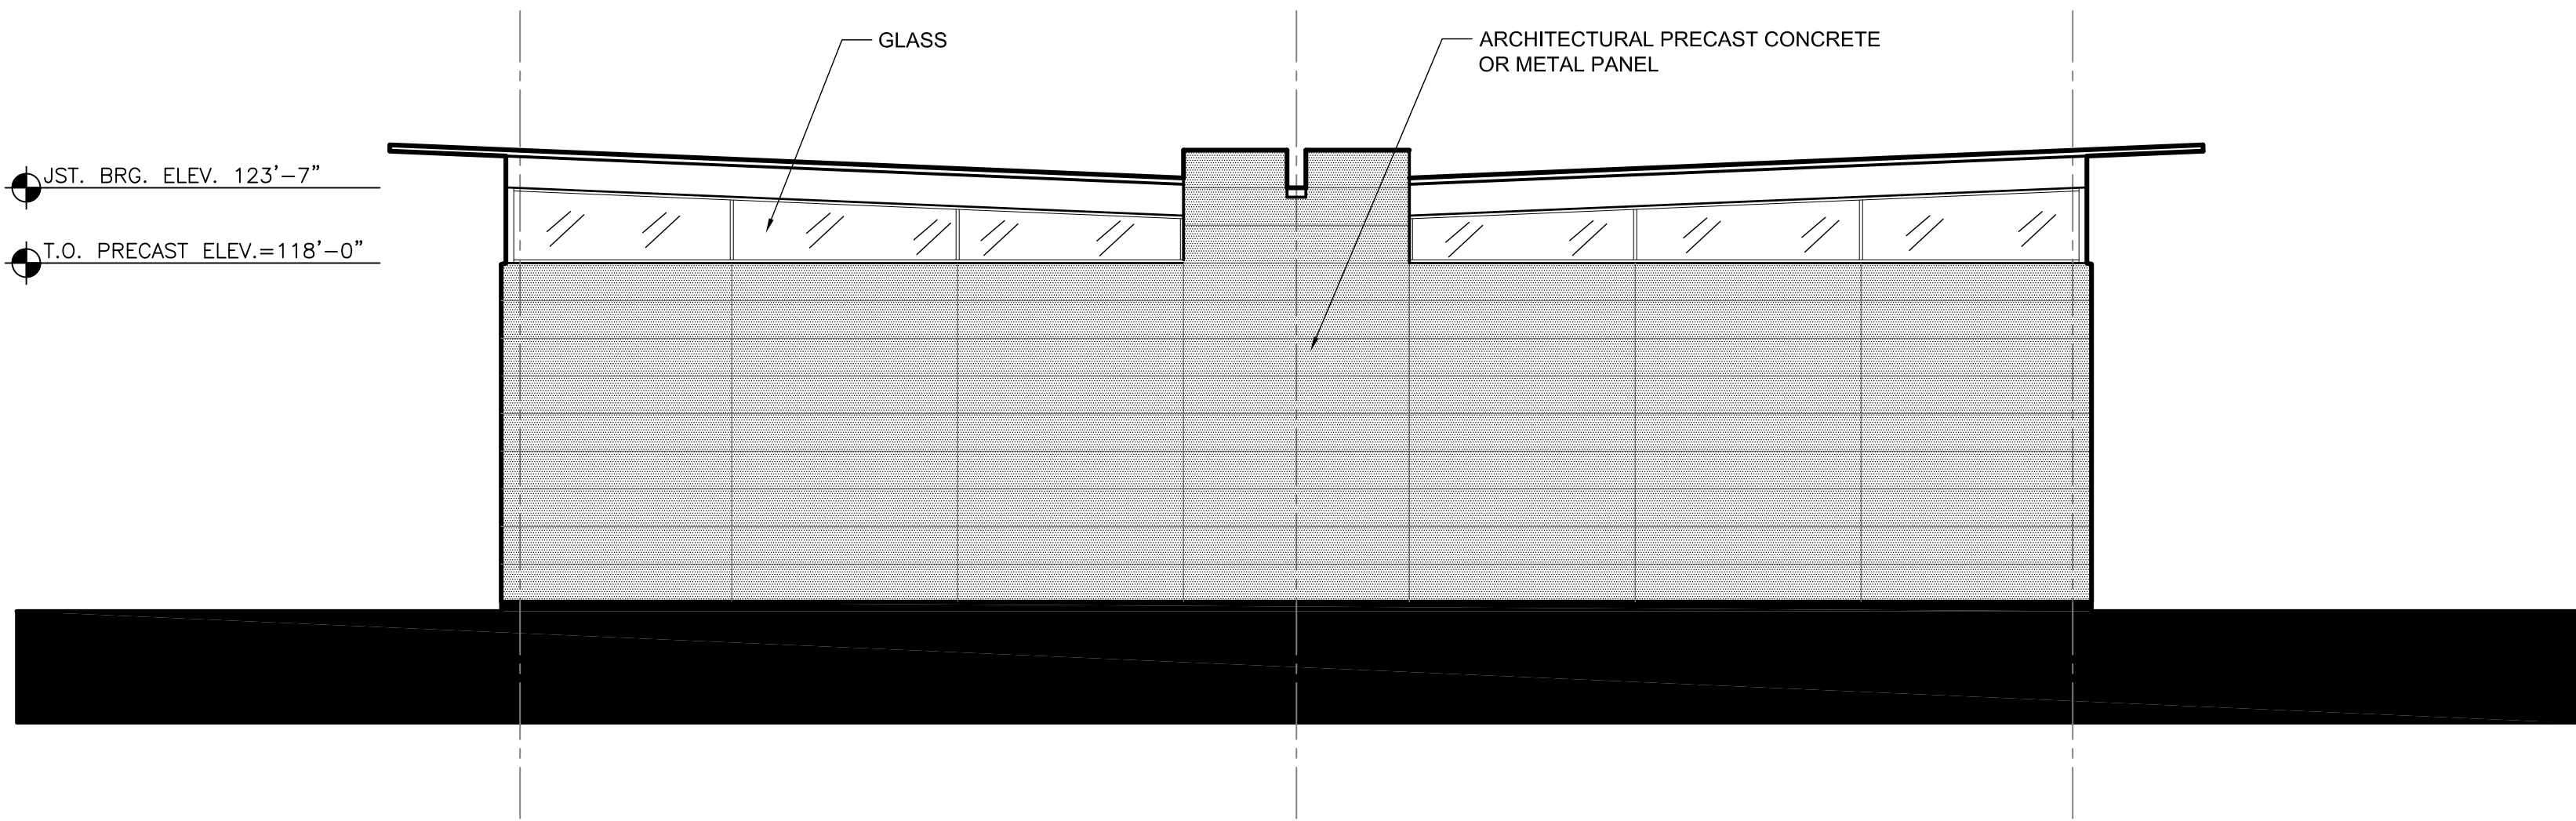 GLASS
ARCHITECTURAL PRECAST CONCRETE
OR METAL PANEL
JST. BRG. ELEV. 123'-7"
T.O. PRECAST ELEV.=118'-0"